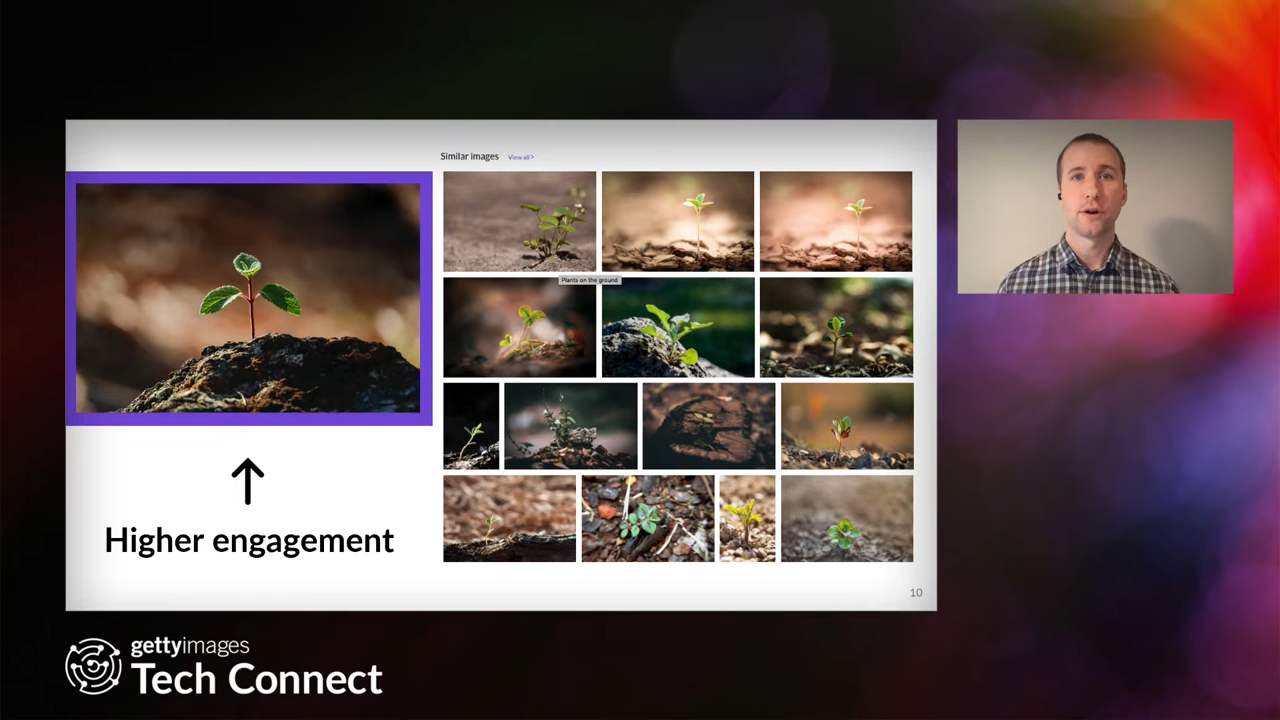 Similar images View all >
Plants on the ground
Higher engagement
10
gettyimages
Tech Connect